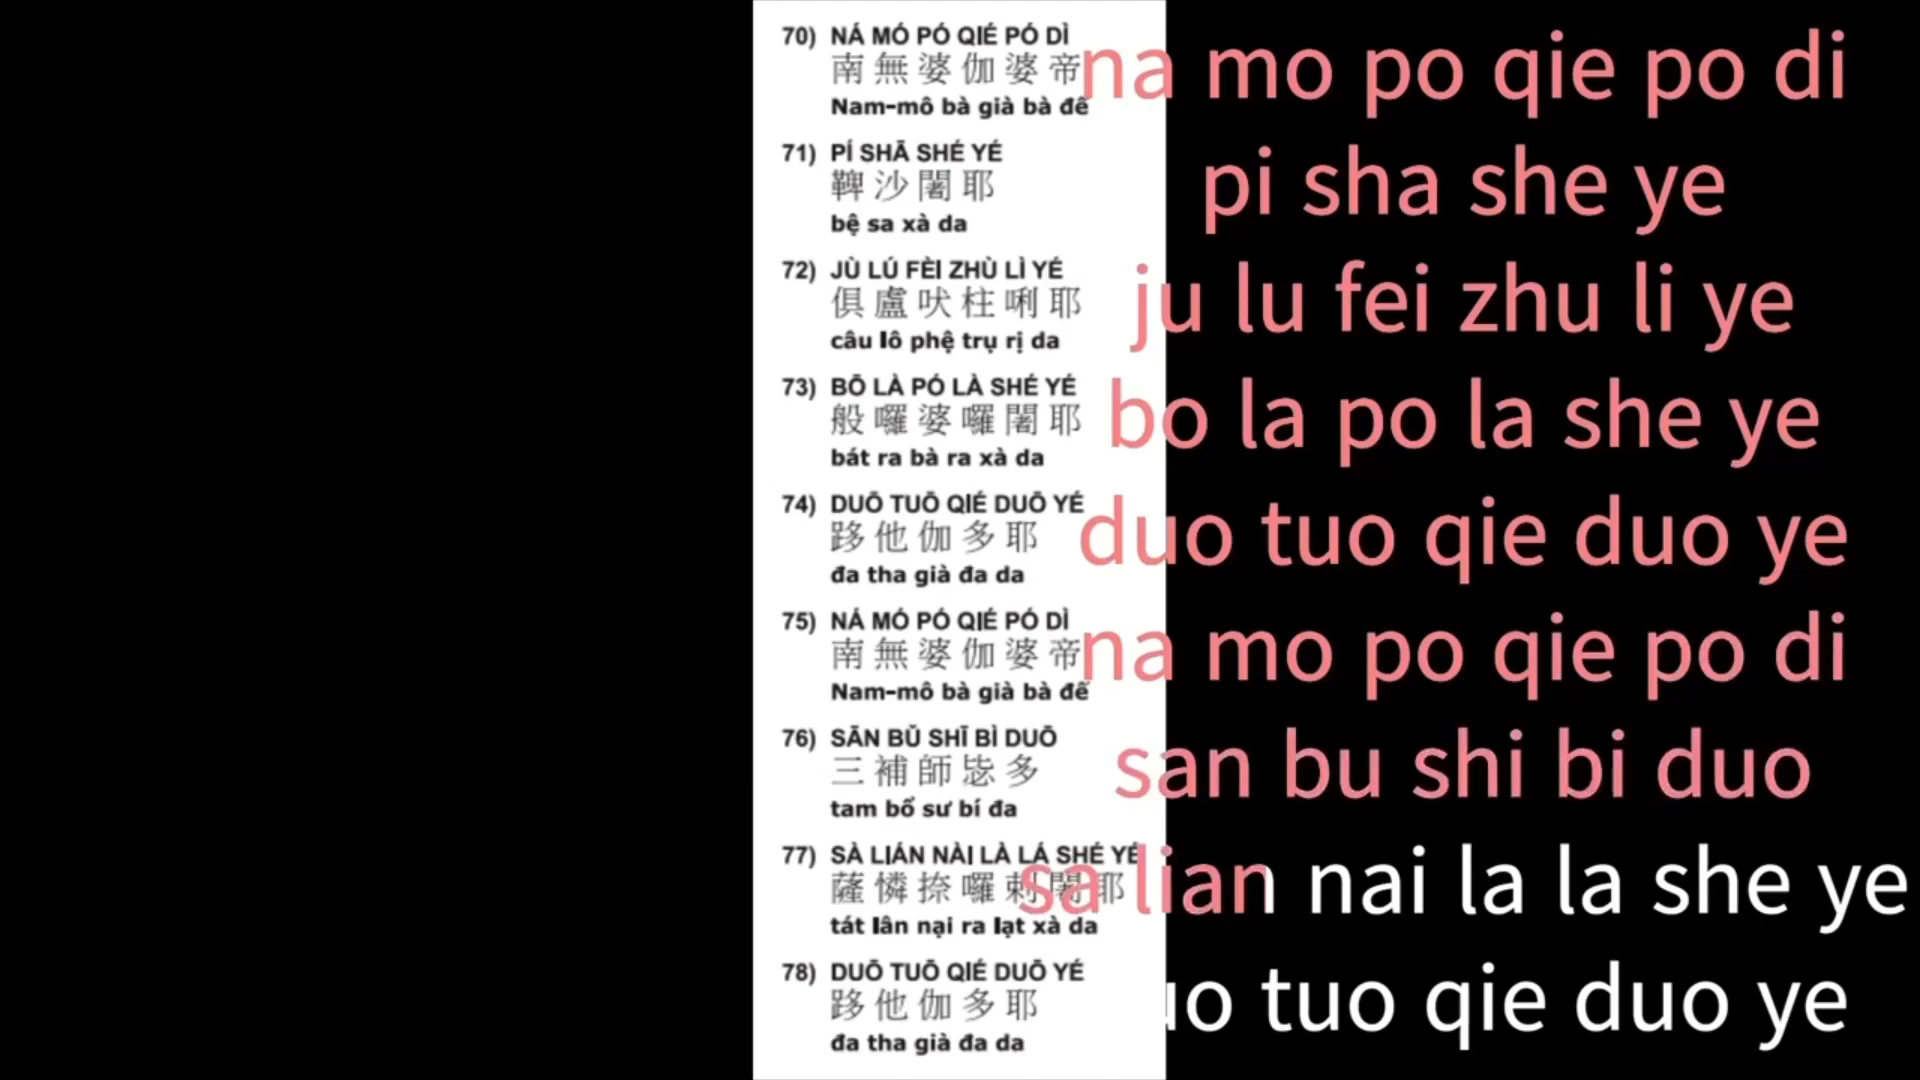 70) NÁ MÓ PÓ QIÉ PÓ DÌ
南無婆伽婆帝
Nam-mô bà già bà đế
na mo po qie po di
71) PÍ SHĀ SHÉ YÉ
鞞沙闍耶
bệ sa xà da
pi sha she ye
72) JÙ LÚ FÈI ZHÙ LÌ YÉ
俱盧吠柱唎耶
câu lô phệ trụ rị da
ju lu fei zhu li ye
73) BŌ LÀ PÓ LÀ SHÉ YÉ
般囉婆囉闍耶
bát ra bà ra xà da
bo la po la she ye
74) DUŌ TUŌ QIÉ DUŌ YÉ
跢他伽多耶
đa tha già đa da
duo tuo qie duo ye
75) NÁ MÓ PÓ QIÉ PÓ DÌ
南無婆伽婆帝
Nam-mô bà già bà đế
na mo po qie po di
76) SĀN BǓ SHĪ BÌ DUŌ
三補師毖多
tam bổ sư bí đa
san bu shi bi duo
77) SÀ LIÁN NÀI LÀ LÁ SHÉ YÉ
薩憐捺囉剌闍耶
tát lân nại ra lạt xà da
sa lian nai la la she ye
78) DUŌ TUŌ QIÉ DUŌ YÉ
跢他伽多耶
đa tha già đa da
uo tuo qie duo ye